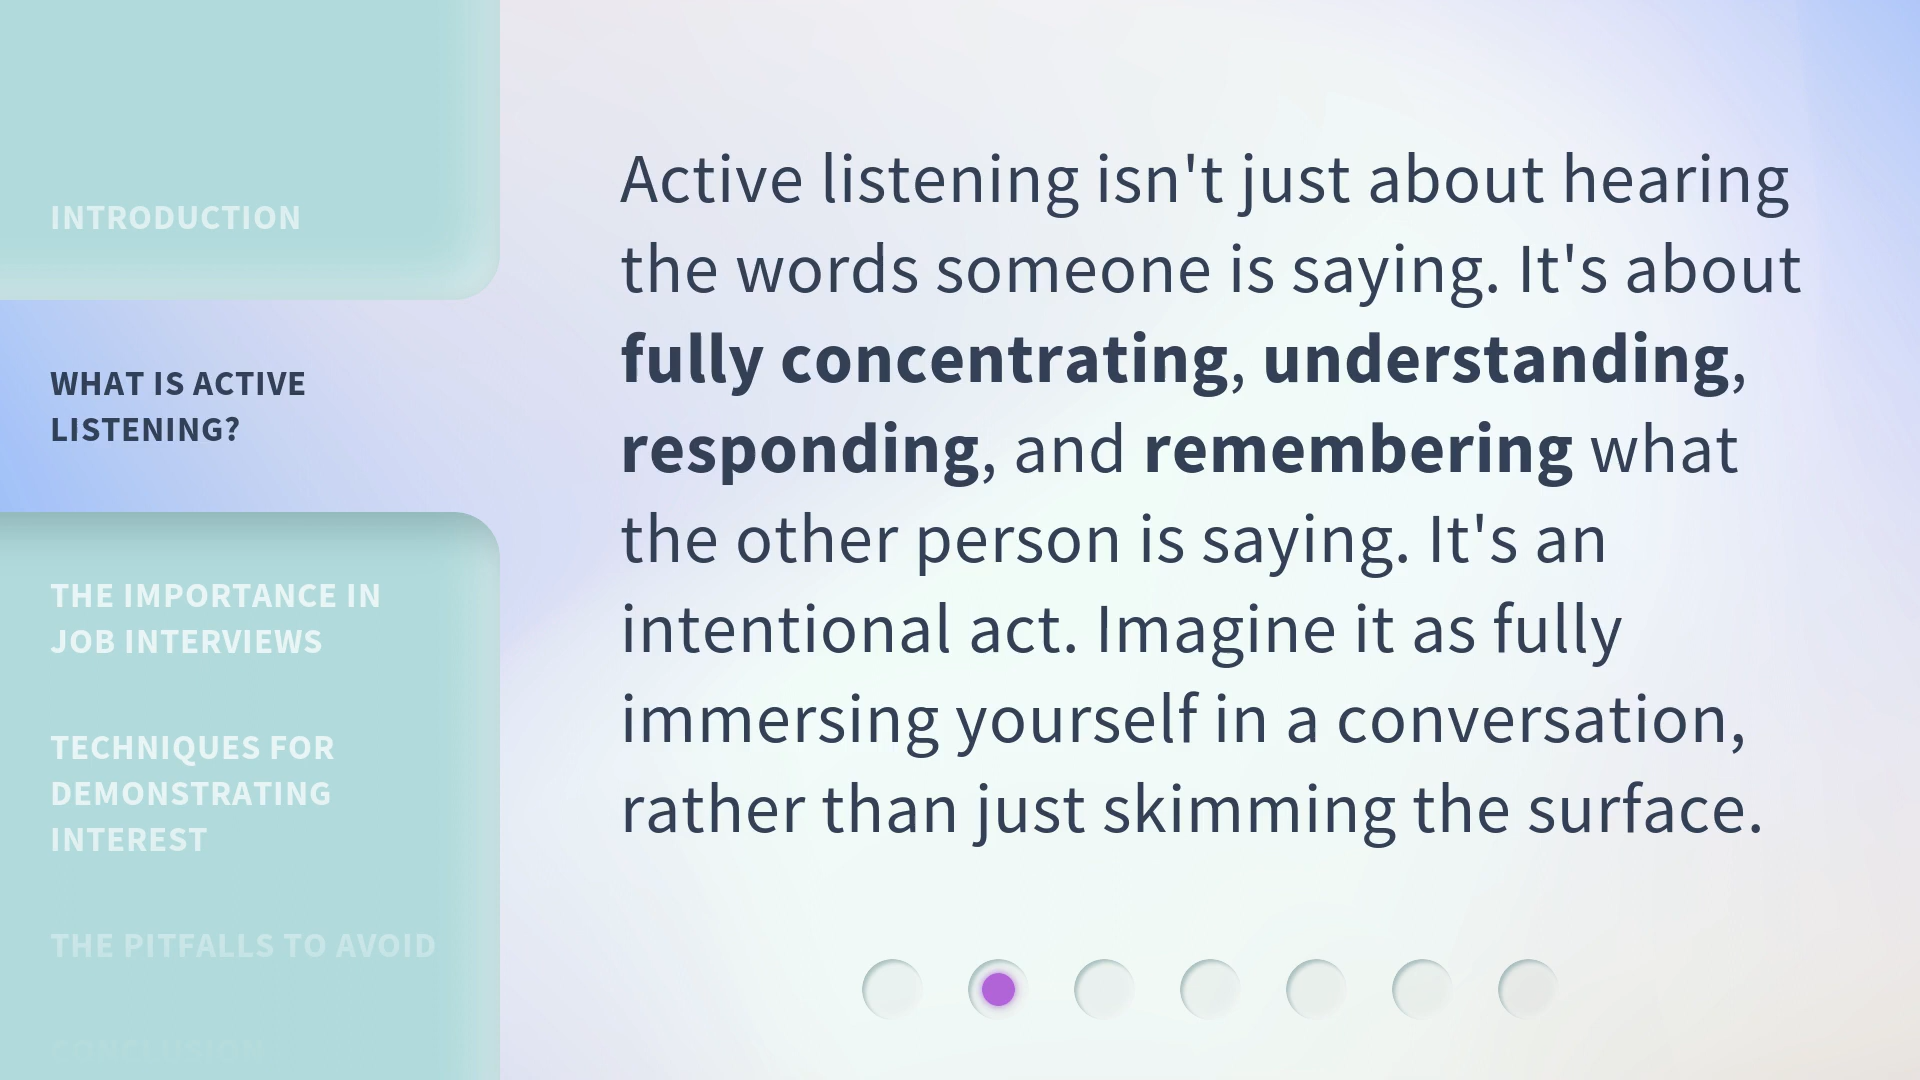 INTRODUCTION
WHAT IS ACTIVE
LISTENING?
THE IMPORTANCE IN
JOB INTERVIEWS
TECHNIQUES FOR
DEMONSTRATING
INTEREST
THE PITFALLS TO AVOID
CONCLUSION
Active listening isn't just about hearing
the words someone is saying. It's about
fully concentrating, understanding,
responding, and remembering what
the other person is saying. It's an
intentional act. Imagine it as fully
immersing yourself in a conversation,
rather than just skimming the surface.